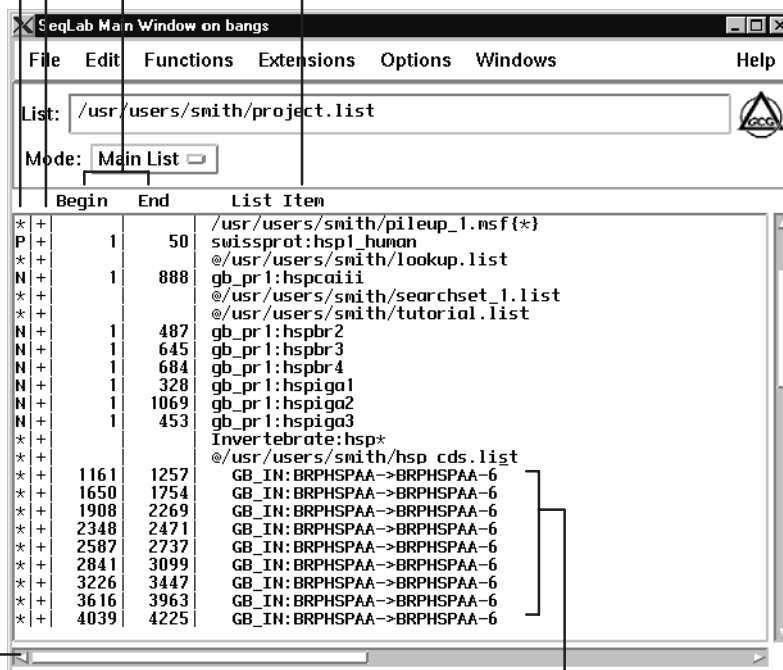 SeqLab Main Window on bangs
File Edit Functions Extensions Options Windows Help
List: /usr/users/smith/project.list
GCG
Mode: Main List
Begin End List Item
*|+| | | /usr/users/smith/pileup_1.msf{*}
P|+| 1| 50| swissprot:hsp1_human
*|+| | | @/usr/users/smith/lookup.list
N|+| 1| 888| gb_pr1:hspcaiii
*|+| | | @/usr/users/smith/searchset_1.list
*|+| | | @/usr/users/smith/tutorial.list
N|+| 1| 487| gb_pr1:hspbr2
N|+| 1| 645| gb_pr1:hspbr3
N|+| 1| 684| gb_pr1:hspbr4
N|+| 1| 328| gb_pr1:hspiga1
N|+| 1| 1069| gb_pr1:hspiga2
N|+| 1| 453| gb_pr1:hspiga3
*|+| | | Invertebrate:hsp*
*|+| | | @/usr/users/smith/hsp_cds.list
*|+| 1161| 1257| GB_IN:BRPHSPAA->BRPHSPAA-6
*|+| 1650| 1754| GB_IN:BRPHSPAA->BRPHSPAA-6
*|+| 1908| 2269| GB_IN:BRPHSPAA->BRPHSPAA-6
*|+| 2348| 2471| GB_IN:BRPHSPAA->BRPHSPAA-6
*|+| 2587| 2737| GB_IN:BRPHSPAA->BRPHSPAA-6
*|+| 2841| 3099| GB_IN:BRPHSPAA->BRPHSPAA-6
*|+| 3226| 3447| GB_IN:BRPHSPAA->BRPHSPAA-6
*|+| 3616| 3963| GB_IN:BRPHSPAA->BRPHSPAA-6
*|+| 4039| 4225| GB_IN:BRPHSPAA->BRPHSPAA-6